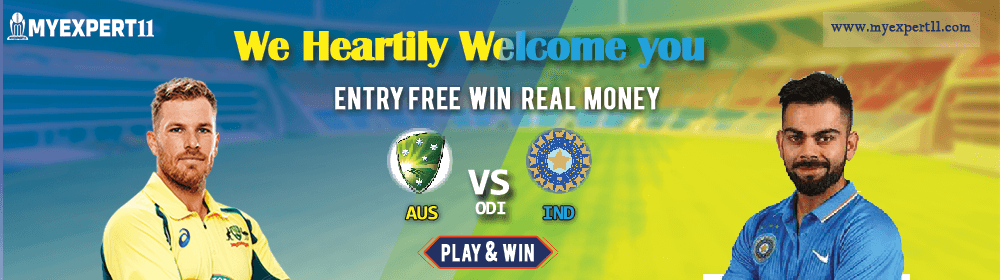 MYEXPERT11
www.myexpert11.com
We Heartily Welcome you
ENTRY FREE WIN REAL MONEY
VS
ODI
AUS
IND
PLAY & WIN